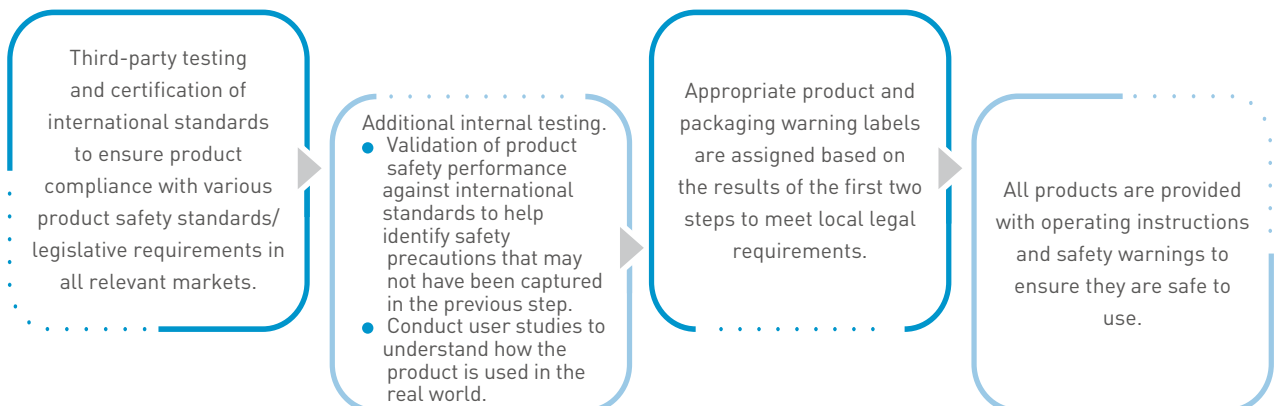 Third-party testing
and certification of
international standards
to ensure product
compliance with various
product safety standards/
legislative requirements in
all relevant markets.
Additional internal testing.
● Validation of product
safety performance
against international
standards to help
identify safety
precautions that may
not have been captured
in the previous step.
● Conduct user studies to
understand how the
product is used in the
real world.
Appropriate product and
packaging warning labels
are assigned based on
the results of the first two
steps to meet local legal
requirements.
All products are provided
with operating instructions
and safety warnings to
ensure they are safe to
use.